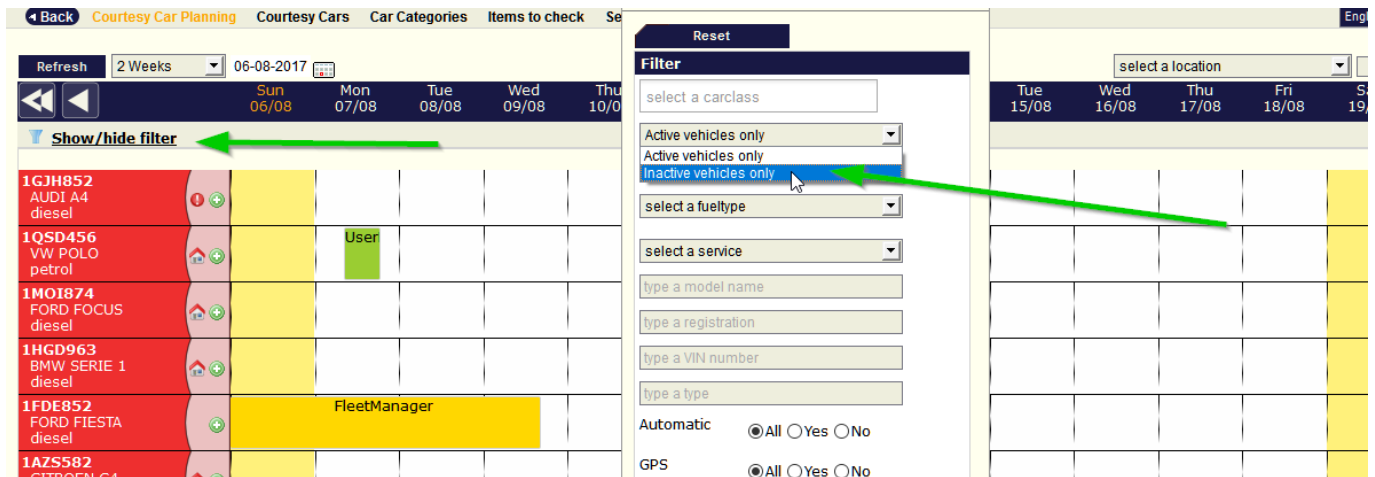 Back Courtesy Car Planning Courtesy Cars Car Categories Items to check
Reset
Refresh 2 Weeks 06-08-2017
Filter
select a location
Sun Mon Tue Wed Thu Tue Wed Thu Fri
06/08 07/08 08/08 09/08 15/08 16/08 17/08 18/08
select a carclass
Show/hide filter
Active vehicles only
Active vehicles only
Inactive vehicles only
select a fueltype
select a service
type a model name
type a registration
type a VIN number
type a type
Automatic All Yes No
GPS All Yes No
1GJH852
AUDI A4
diesel
1QSD456
VW POLO
petrol
User
1MOI874
FORD FOCUS
diesel
1HGD963
BMW SERIE 1
diesel
1FDE852
FORD FIESTA
diesel
FleetManager
1AZS582